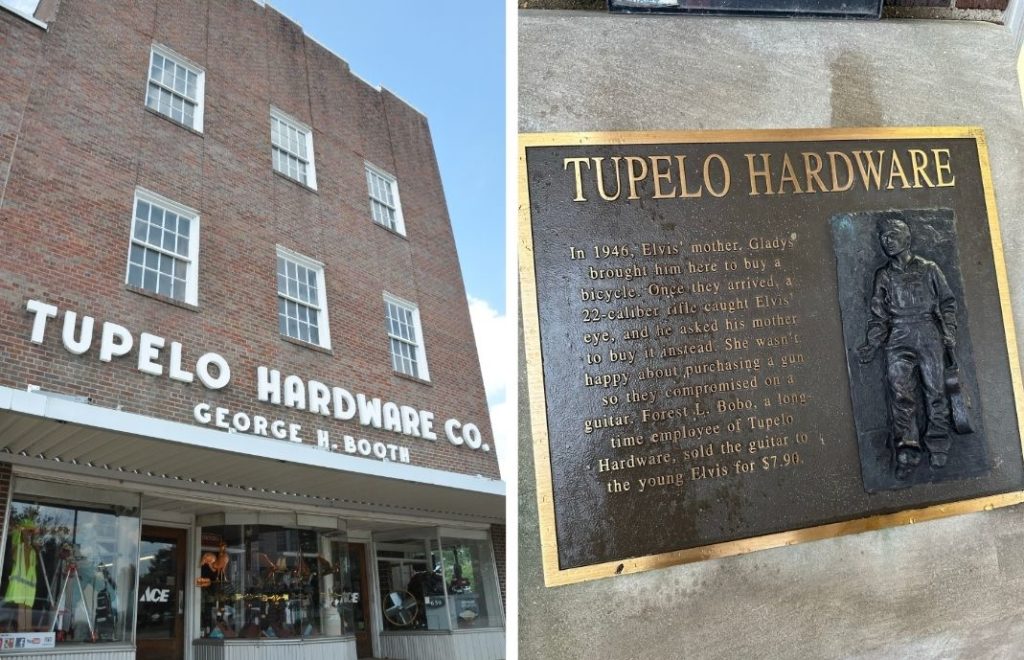 TUPELO HARDWARE CO.
GEORGE H. BOOTH
ACE
ACE
TUPELO HARDWARE
In 1946, Elvis' mother, Gladys
brought him here to buy a
bicycle. Once they arrived, a
22-caliber rifle caught Elvis'
eye, and he asked his mother
to buy it instead. She wasn't
happy about purchasing a gun
so they compromised on a
guitar. Forest L. Bobo, a long-
time employee of Tupelo
Hardware, sold the guitar to
the young Elvis for $7.90.